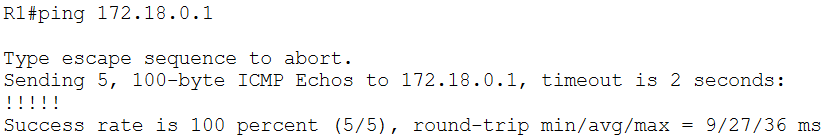 R1#ping 172.18.0.1
Type escape sequence to abort.
Sending 5, 100-byte ICMP Echos to 172.18.0.1, timeout is 2 seconds:
!!!!!
Success rate is 100 percent (5/5), round-trip min/avg/max = 9/27/36 ms